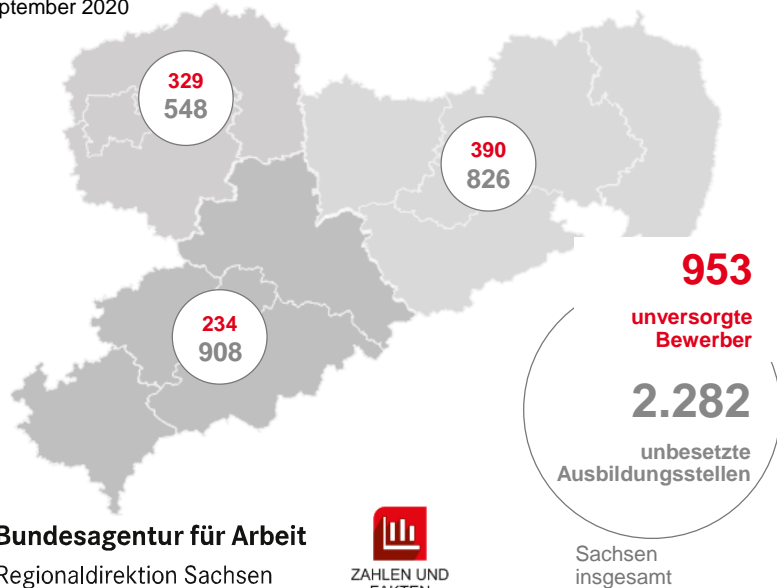 ptember 2020
329
548
390
826
234
908
953
unversorgte
Bewerber
2.282
unbesetzte
Ausbildungsstellen
Sachsen
insgesamt
Bundesagentur für Arbeit
Regionaldirektion Sachsen
ZAHLEN UND
FAKTEN